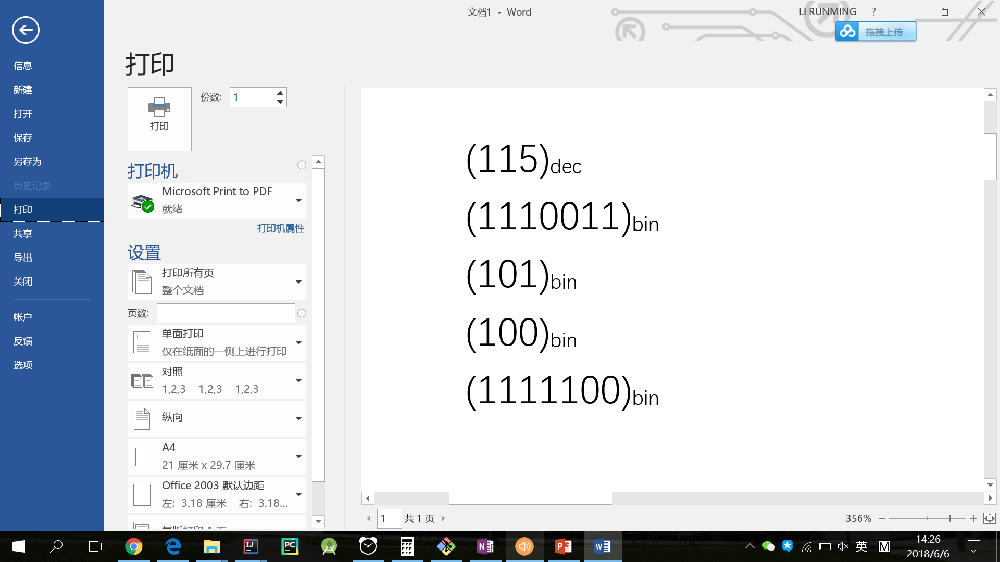 文档1 - Word
LI RUNMING
?
拖拽上传
信息
新建
打开
保存
另存为
历史记录
打印
共享
导出
关闭
帐户
反馈
选项
打印
打印
份数: 1
打印机
Microsoft Print to PDF
就绪
打印机属性
设置
打印所有页
整个文档
页数:
单面打印
仅在纸面的一侧上进行打印
对照
1,2,3 1,2,3 1,2,3
纵向
A4
21 厘米 x 29.7 厘米
Office 2003 默认边距
左: 3.18 厘米 右: 3.18...
每版打印 1 页
(115)dec
(1110011)bin
(101)bin
(100)bin
(1111100)bin
1 共 1 页
356%
英
M
14:26
2018/6/6